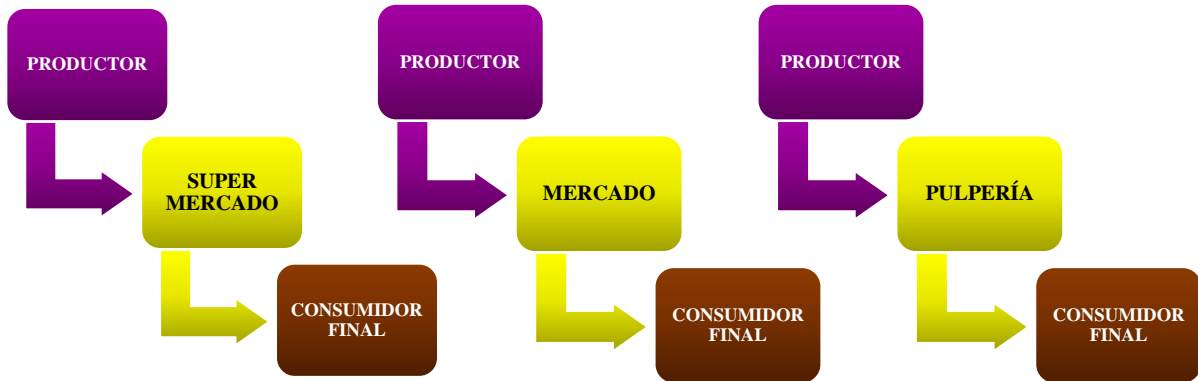 PRODUCTOR
SUPER
MERCADO
CONSUMIDOR
FINAL
PRODUCTOR
MERCADO
CONSUMIDOR
FINAL
PRODUCTOR
PULPERÍA
CONSUMIDOR
FINAL